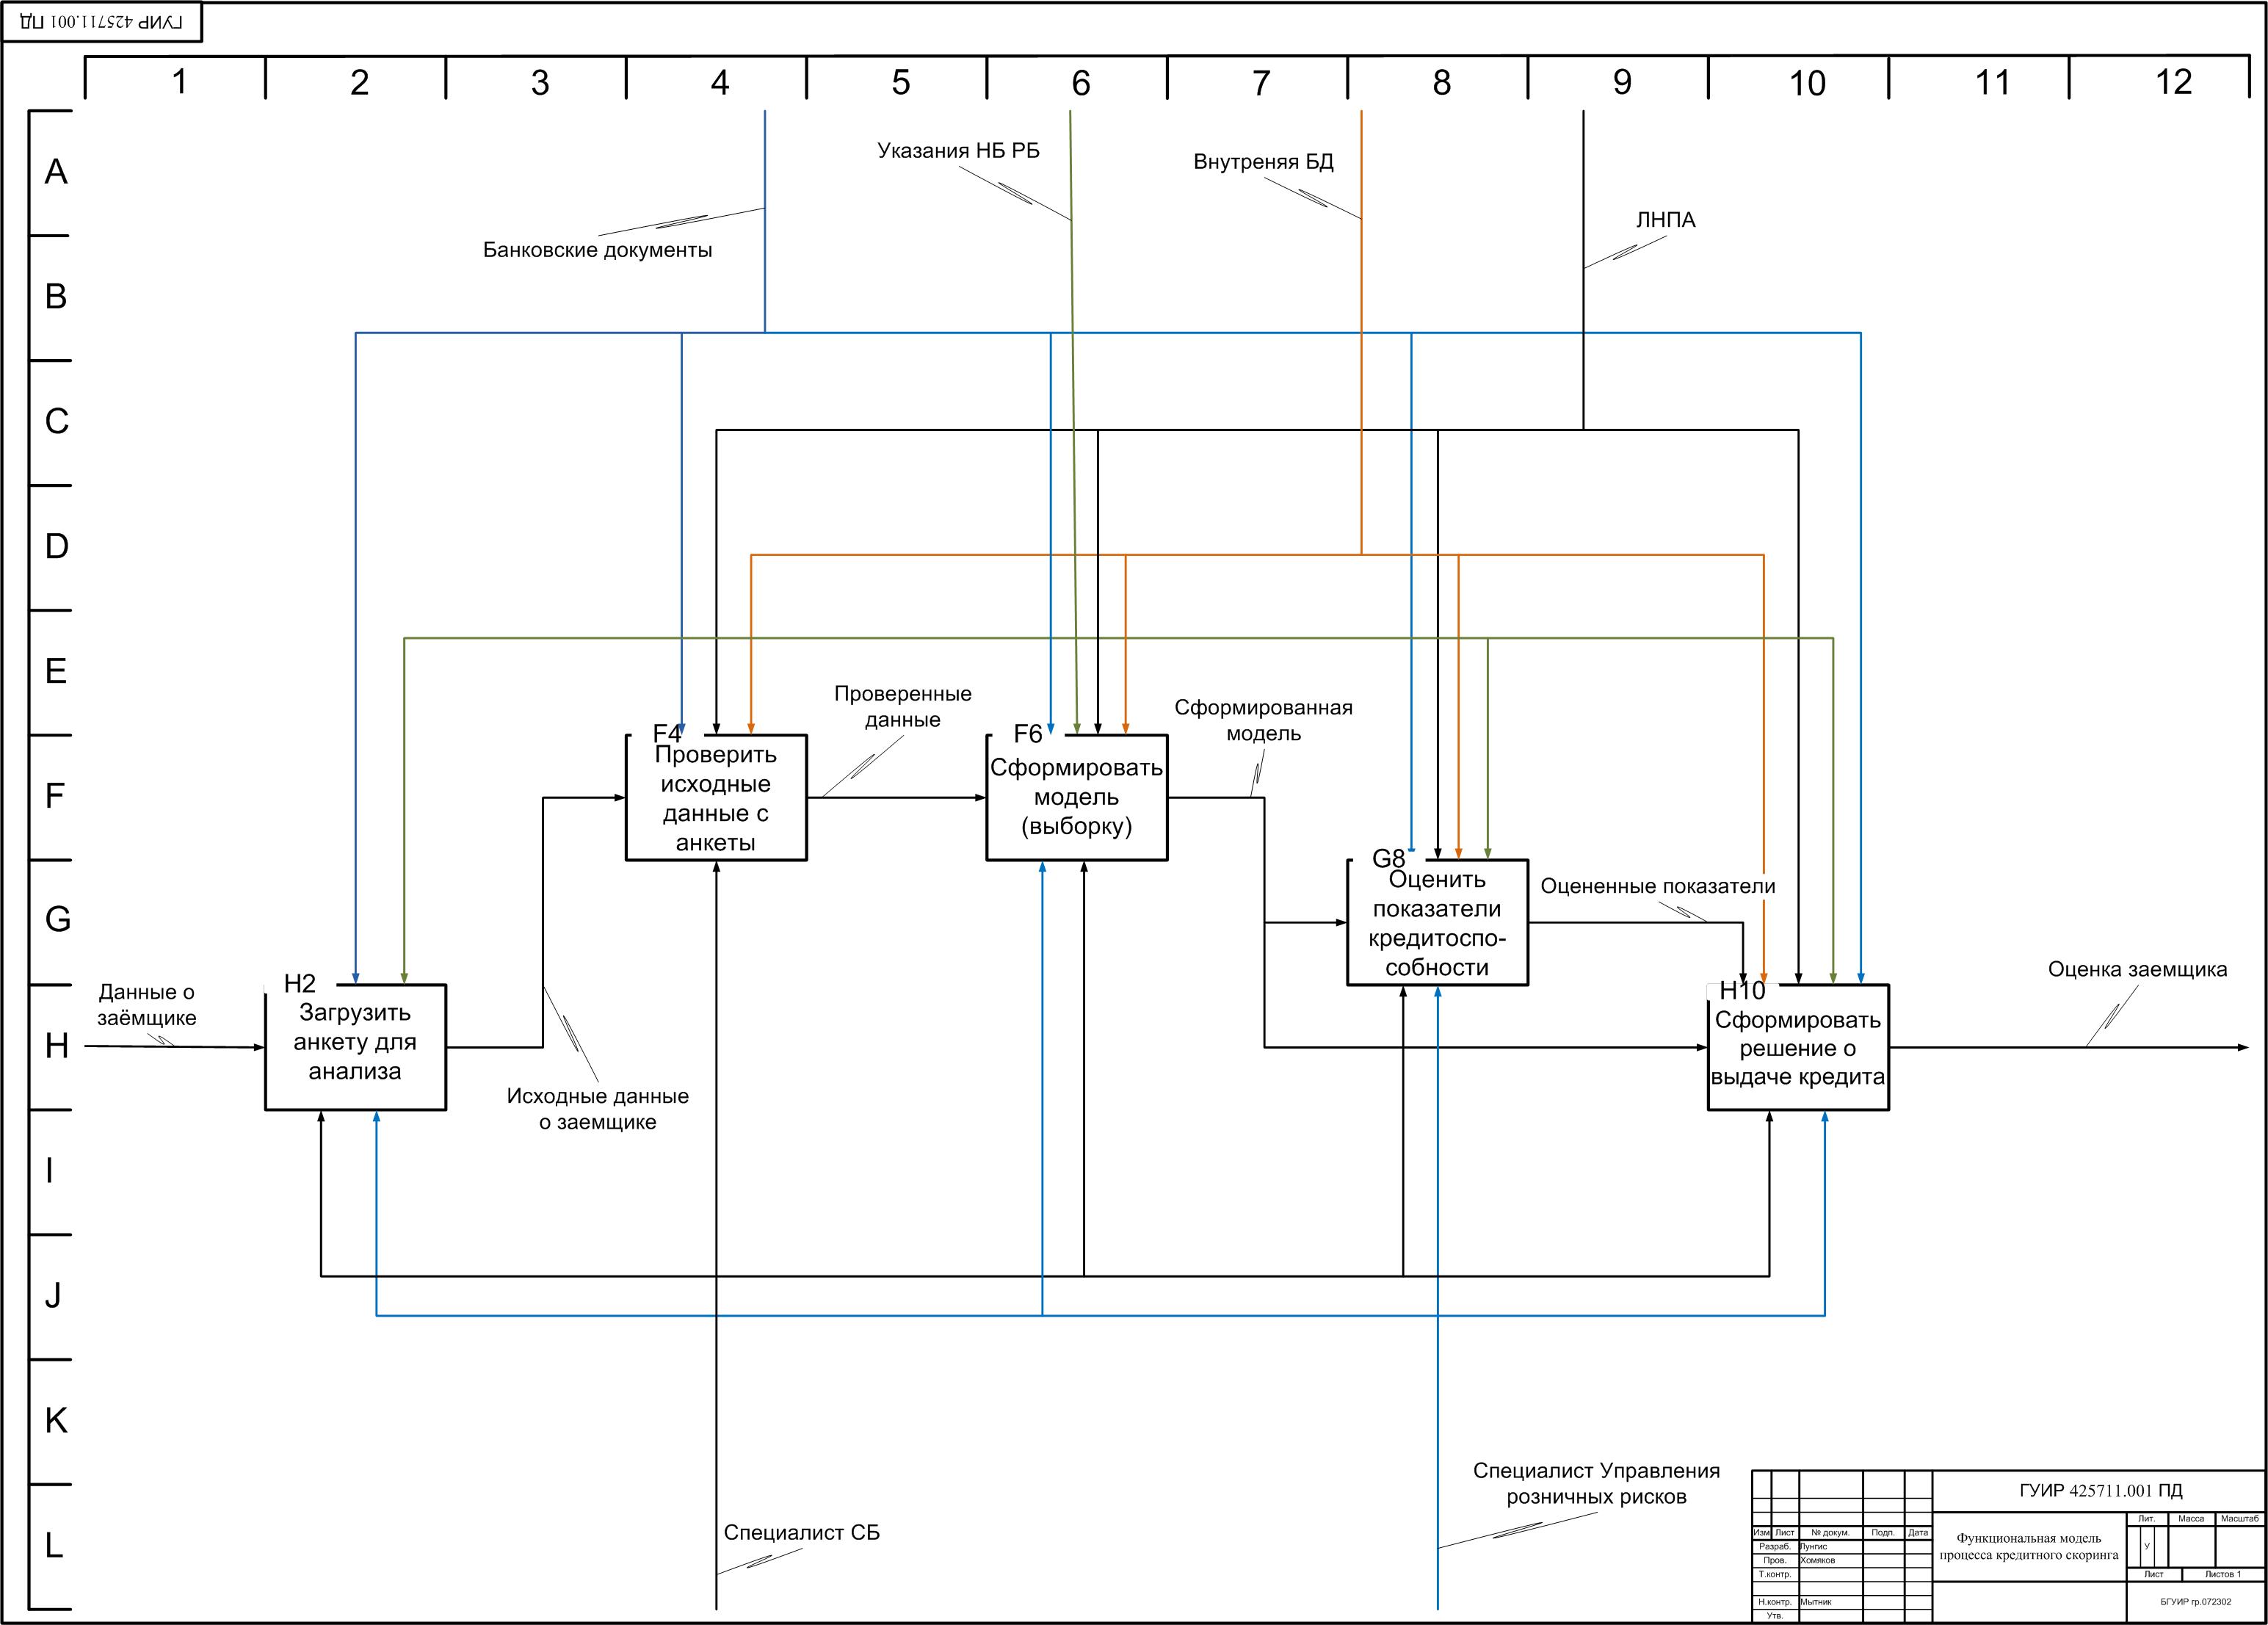 ГУИР 425711.001 ПД
1 2 3 4 5 6 7 8 9 10 11 12
A
B
C
D
E
F
G
H
I
J
K
L
Указания НБ РБ
Внутреняя БД
ЛНПА
Банковские документы
Проверенные
данные
Сформированная
модель
F4
Проверить
исходные
данные с
анкеты
F6
Сформировать
модель
(выборку)
G8
Оценить
показатели
кредитоспо-
собности
Оцененные показатели
Данные о
заёмщике
H2
Загрузить
анкету для
анализа
Исходные данные
о заемщике
H10
Сформировать
решение о
выдаче кредита
Оценка заемщика
Специалист СБ
Специалист Управления
розничных рисков
ГУИР 425711.001 ПД
Изм Лист № докум. Подп. Дата
Разраб. Лунгис
Пров. Хомяков
Т.контр.
Н.контр. Мытник
Утв.
Функциональная модель
процесса кредитного скоринга
Лит. Масса Масштаб
У
Лист Листов 1
БГУИР гр.072302